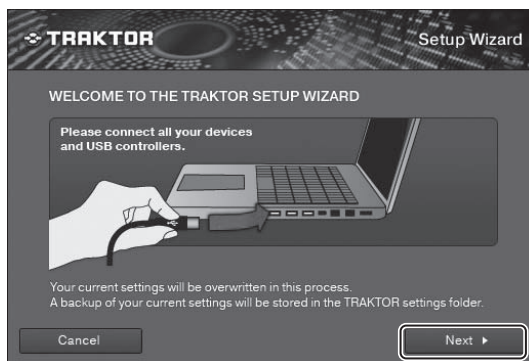 TRAKTOR
Setup Wizard
WELCOME TO THE TRAKTOR SETUP WIZARD
Please connect all your devices
and USB controllers.
Your current settings will be overwritten in this process.
A backup of your current settings will be stored in the TRAKTOR settings folder.
Cancel
Next